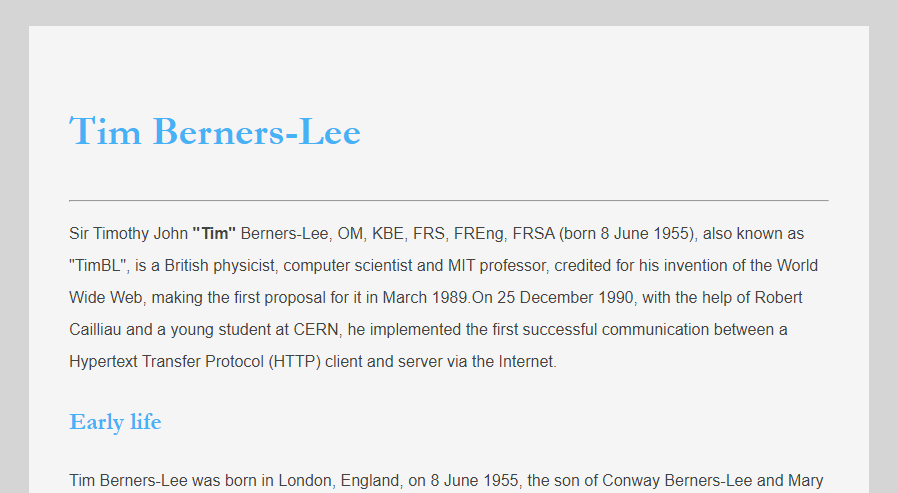 Tim Berners-Lee
Sir Timothy John "Tim" Berners-Lee, OM, KBE, FRS, FREng, FRSA (born 8 June 1955), also known as
"TimBL", is a British physicist, computer scientist and MIT professor, credited for his invention of the World
Wide Web, making the first proposal for it in March 1989.On 25 December 1990, with the help of Robert
Cailliau and a young student at CERN, he implemented the first successful communication between a
Hypertext Transfer Protocol (HTTP) client and server via the Internet.
Early life
Tim Berners-Lee was born in London, England, on 8 June 1955, the son of Conway Berners-Lee and Mary